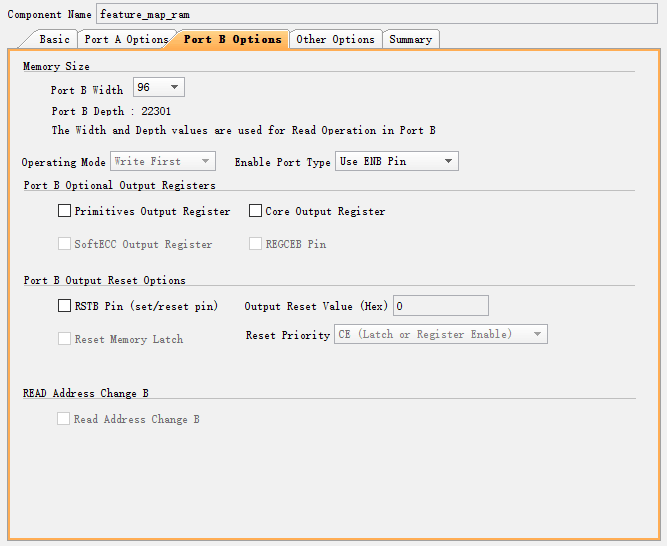 Component Name feature_map_ram
Basic Port A Options Port B Options Other Options Summary
Memory Size
Port B Width 96
Port B Depth : 22301
The Width and Depth values are used for Read Operation in Port B
Operating Mode Write First Enable Port Type Use ENB Pin
Port B Optional Output Registers
Primitives Output Register Core Output Register
SoftECC Output Register REGCEB Pin
Port B Output Reset Options
RSTB Pin (set/reset pin) Output Reset Value (Hex) 0
Reset Memory Latch Reset Priority CE (Latch or Register Enable)
READ Address Change B
Read Address Change B